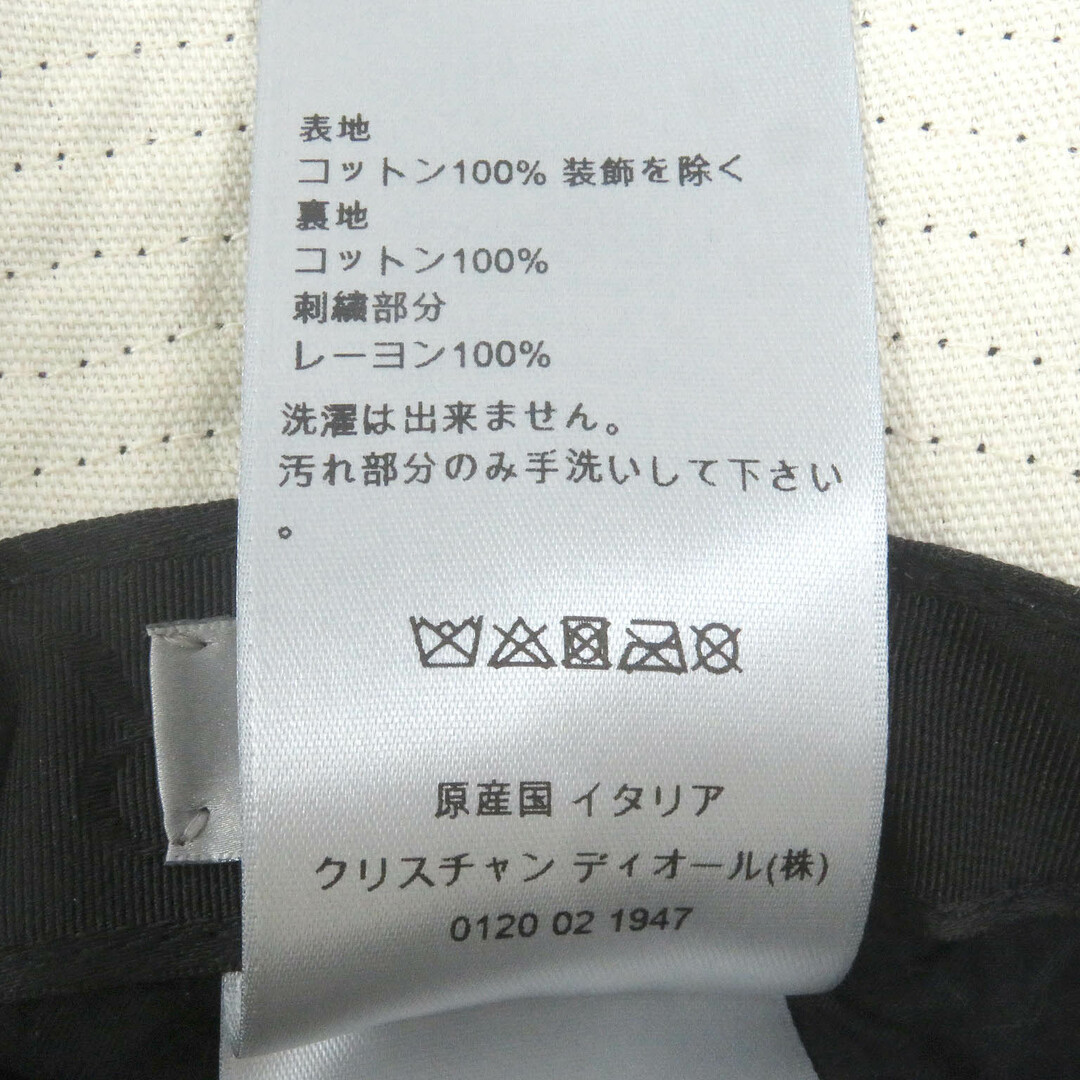 表地
コットン100% 装飾を除く
裏地
コットン100%
刺繍部分
レーヨン100%
洗濯は出来ません。
汚れ部分のみ手洗いして下さい
。
原産国 イタリア
クリスチャン ディオール(株)
0120 02 1947